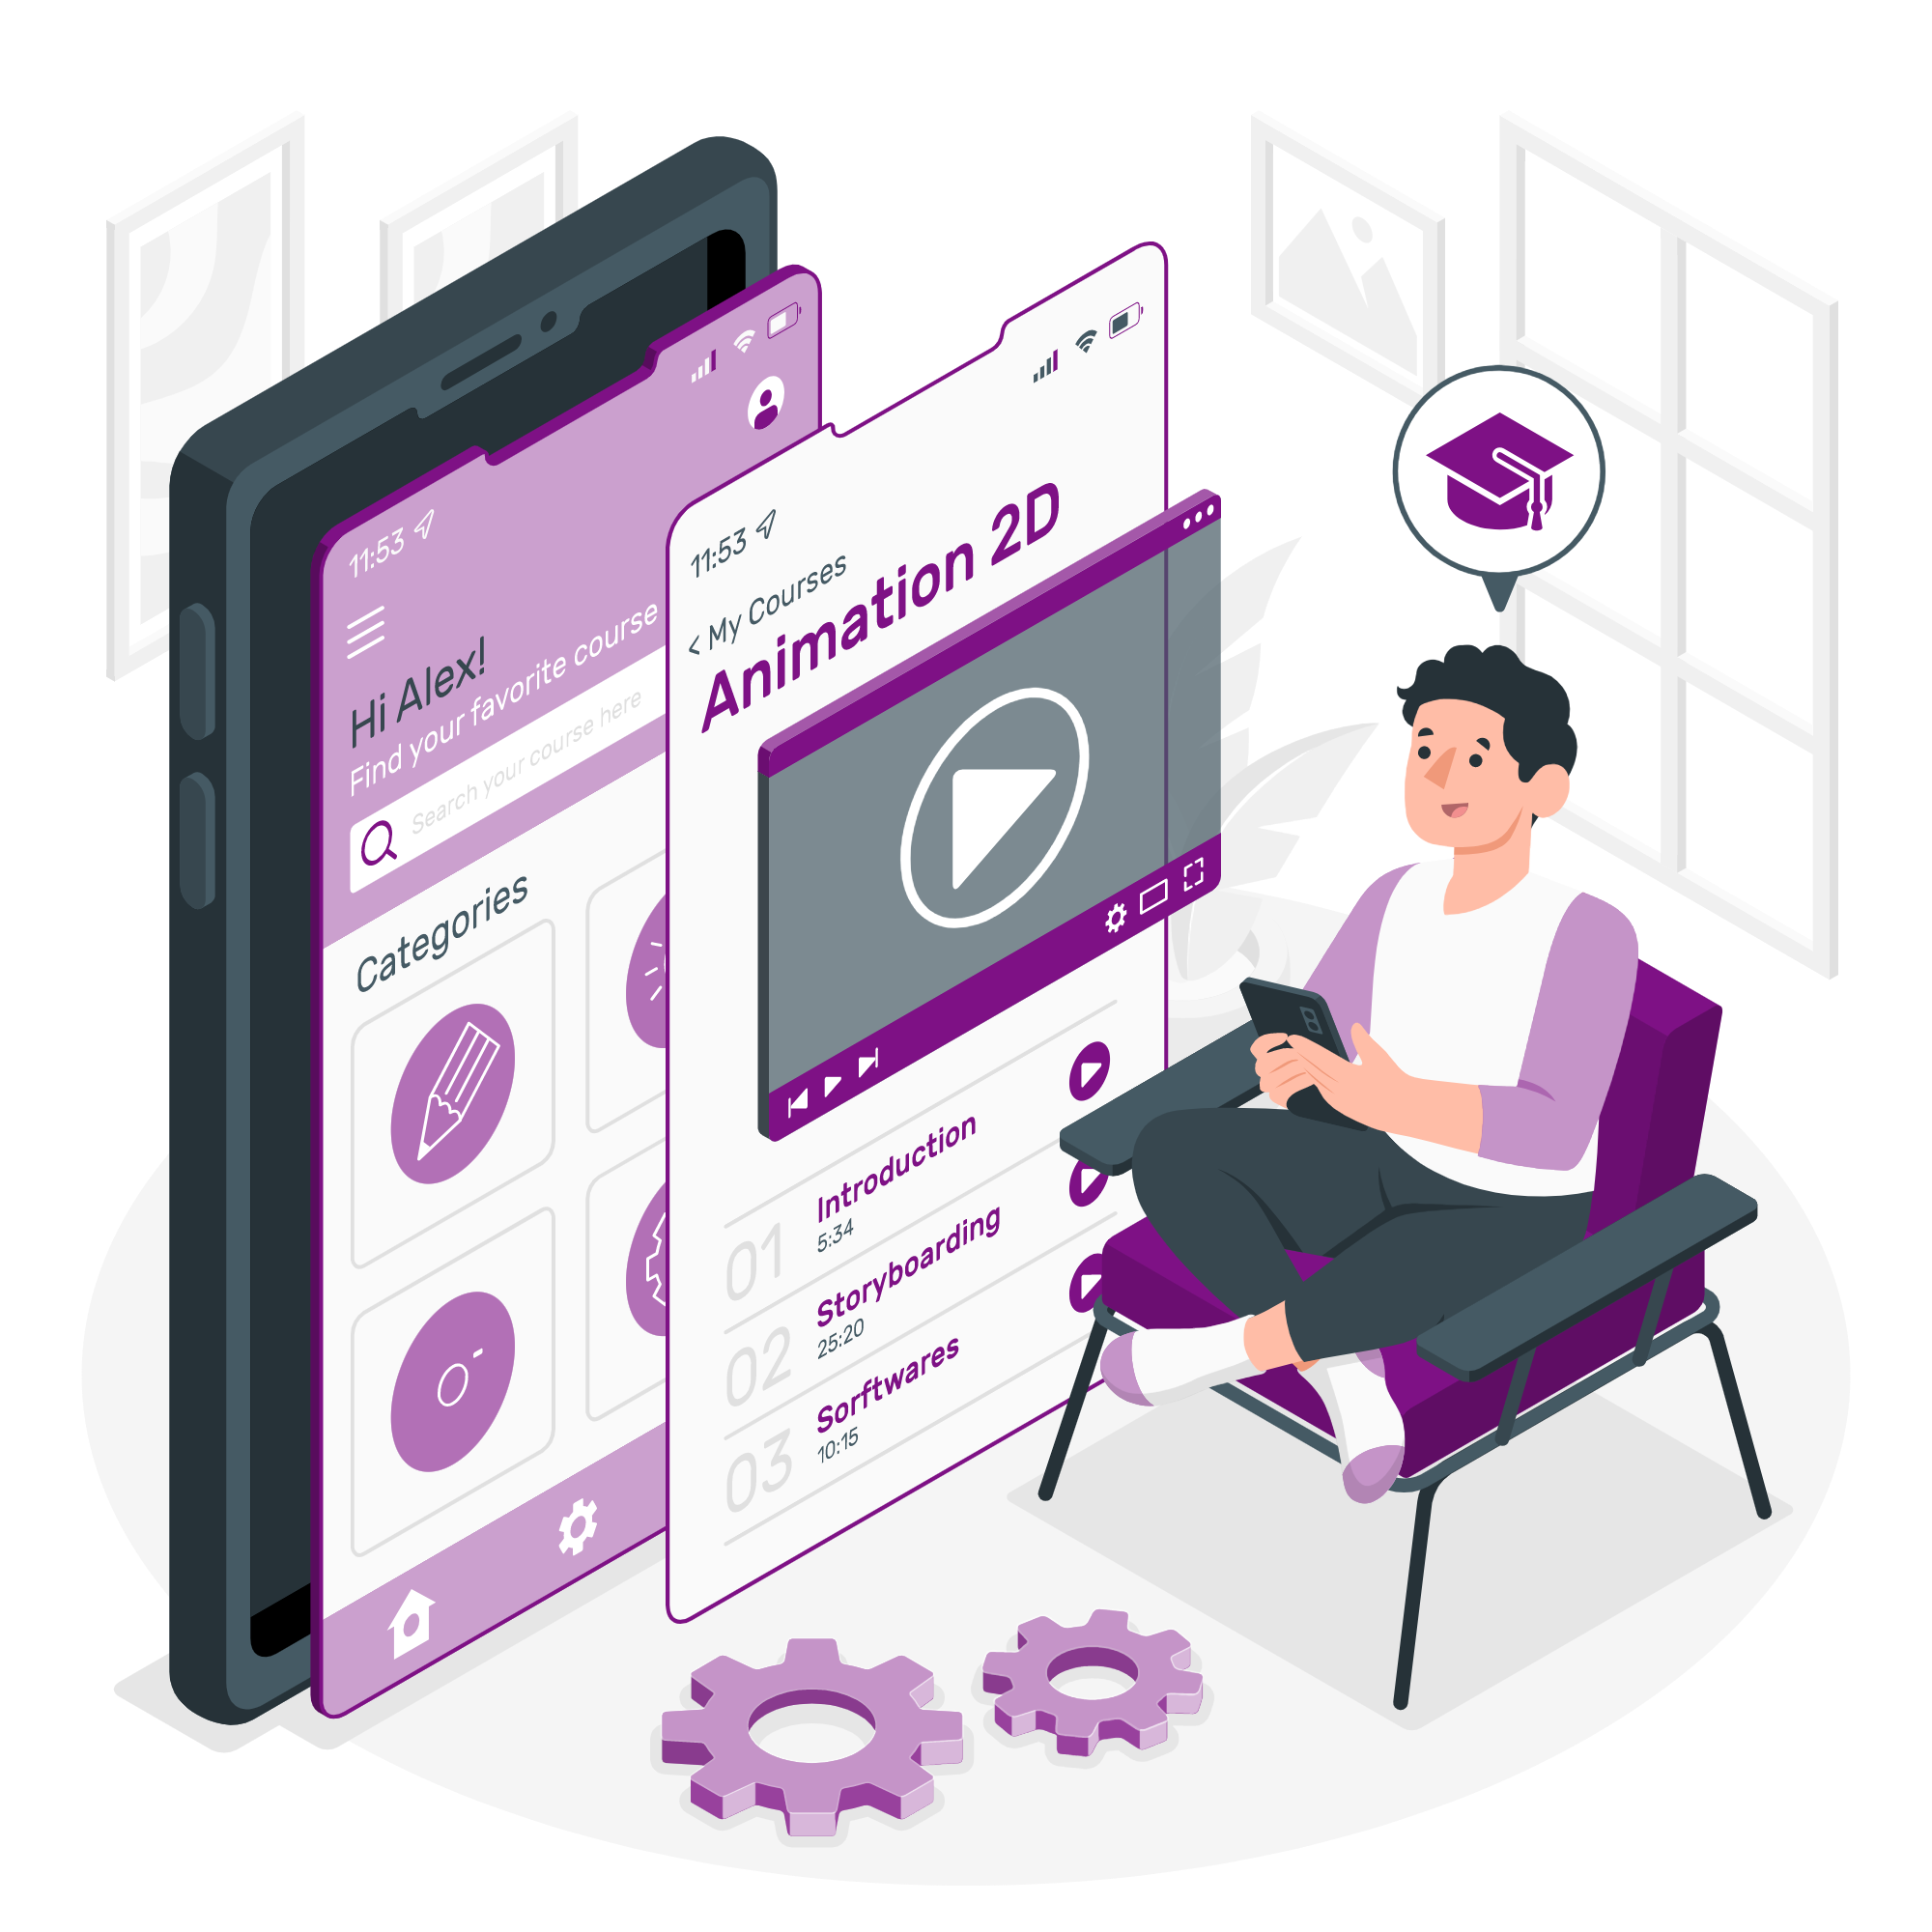 11:53
Hi Alex!
Find your favorite course
Search your course here
Categories
11:53
< My Courses
Animation 2D
01
Introduction
5:34
02
Storyboarding
25:20
03
Sorftwares
10:15